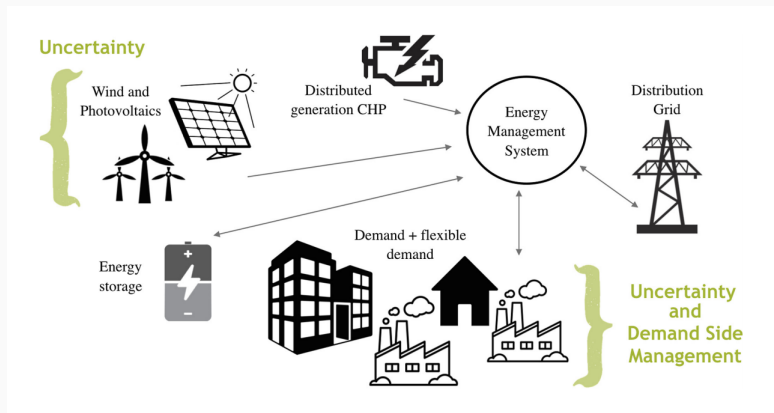 Uncertainty
Wind and
Photovoltaics
Distributed
generation CHP
Energy
Management
System
Distribution
Grid
Energy
storage
Demand + flexible
demand
Uncertainty
and
Demand Side
Management